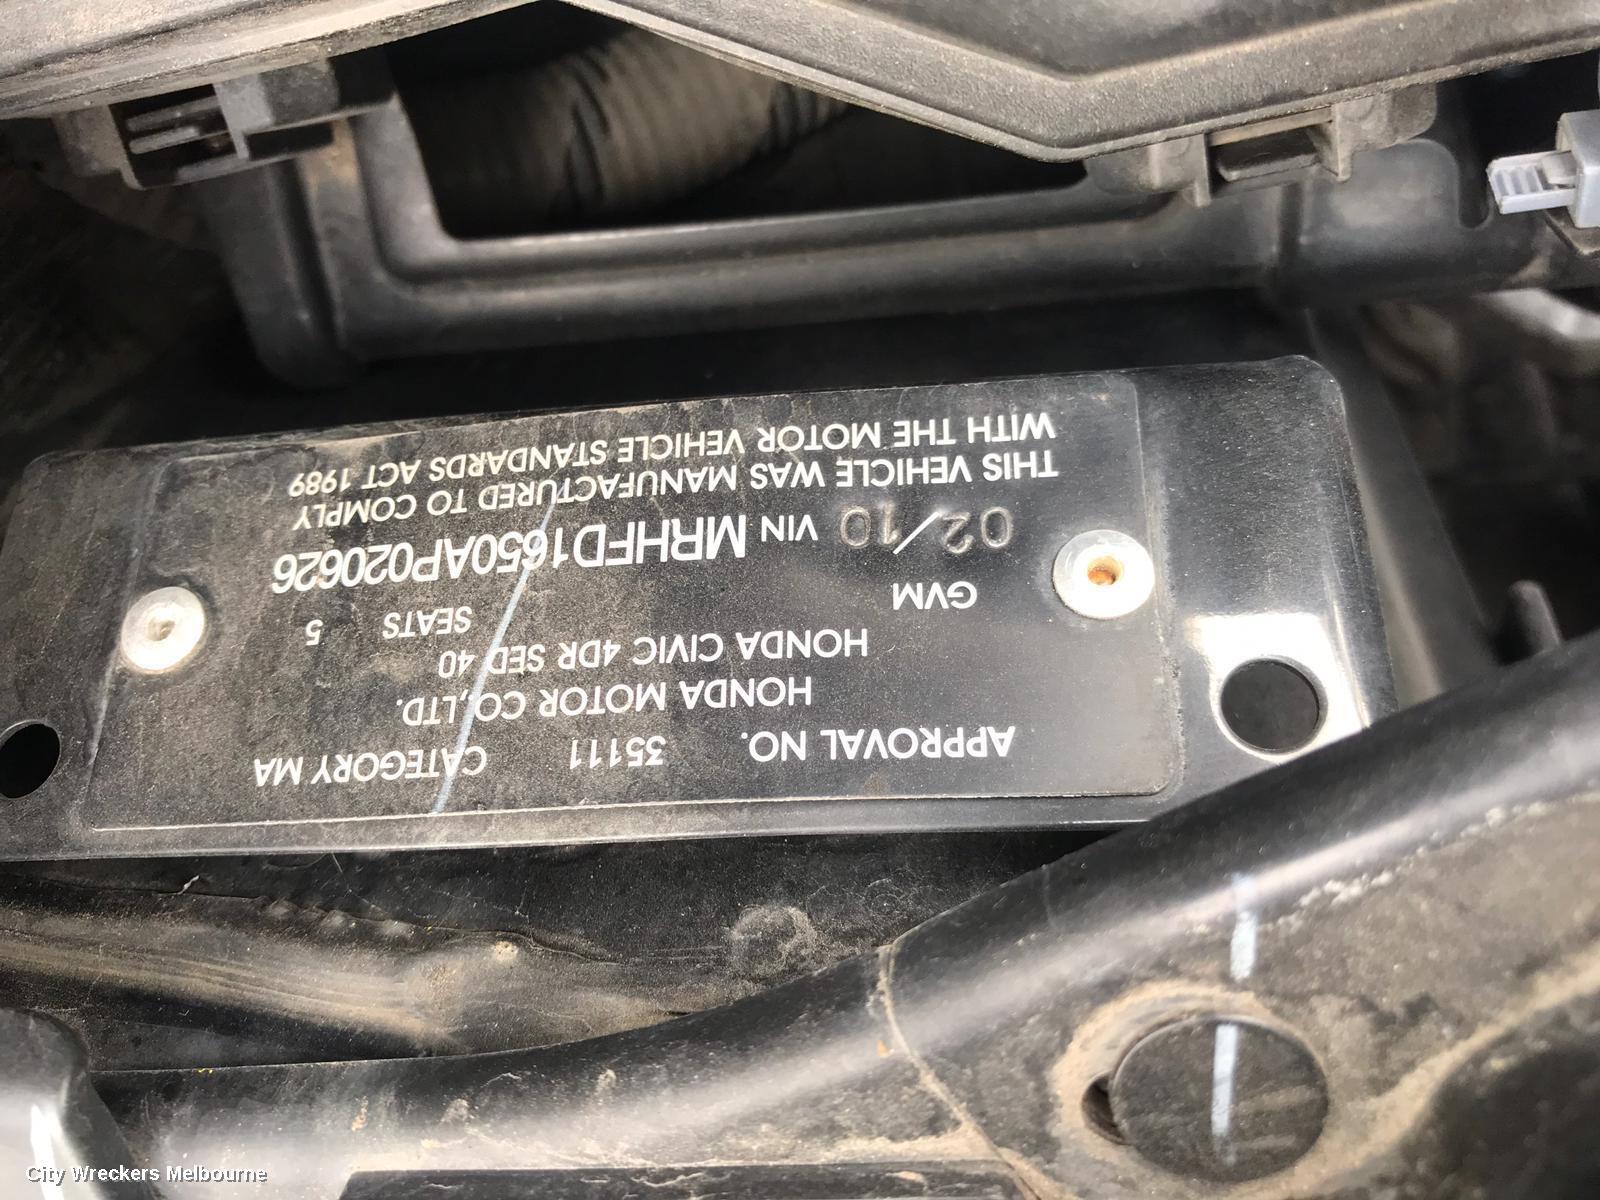 APPROVAL NO. 35111 CATEGORY MA
HONDA MOTOR CO.,LTD.
HONDA CIVIC 4DR SED 40
GVM SEATS 5
02/10 VIN MRHFD1650AP020626
THIS VEHICLE WAS MANUFACTURED TO COMPLY
WITH THE MOTOR VEHICLE STANDARDS ACT 1989
City Wreckers Melbourne